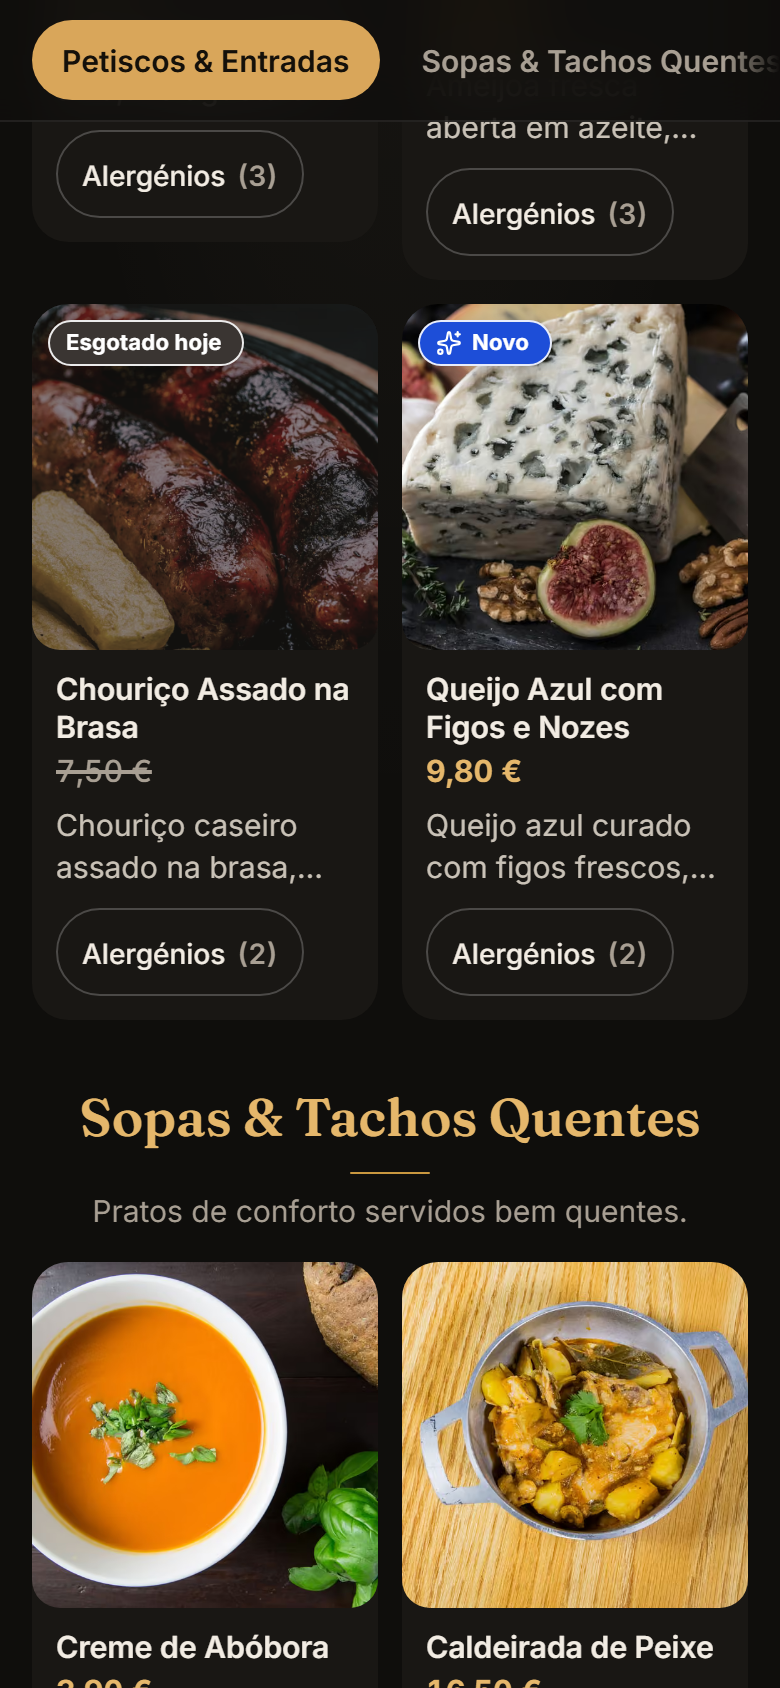 Petiscos & Entradas
Sopas & Tachos Quentes
Amêijoa fresca
aberta em azeite,...
Alergénios (3)
Alergénios (3)
Esgotado hoje
Novo
Chouriço Assado na
Brasa
7,50 €
Chouriço caseiro
assado na brasa,...
Alergénios (2)
Queijo Azul com
Figos e Nozes
9,80 €
Queijo azul curado
com figos frescos,...
Alergénios (2)
Sopas & Tachos Quentes
Pratos de conforto servidos bem quentes.
Creme de Abóbora
Caldeirada de Peixe